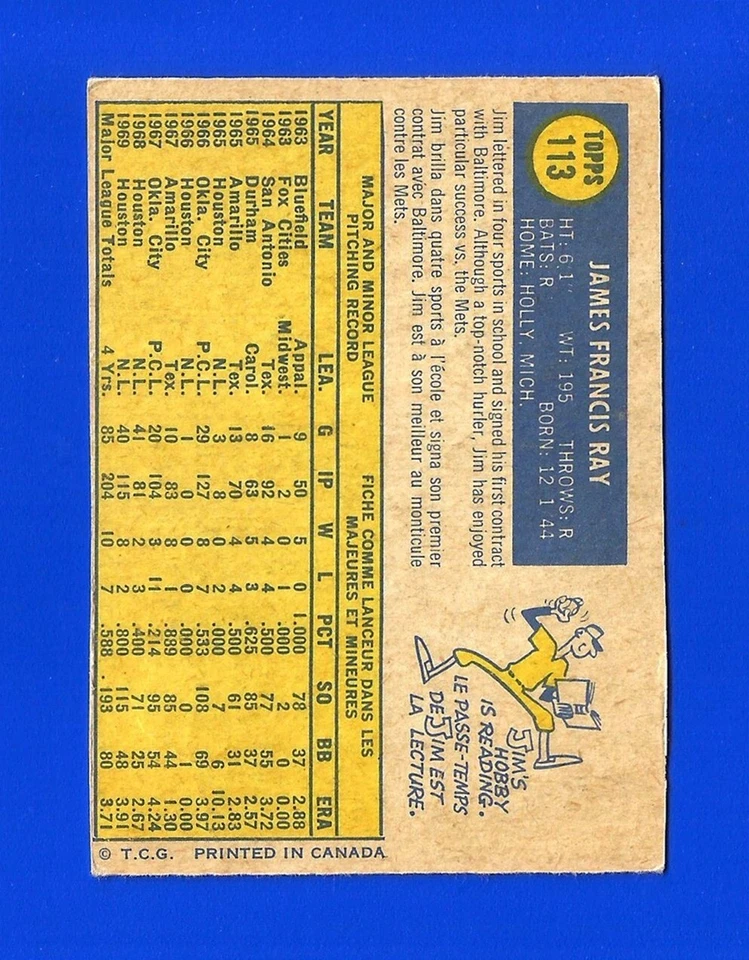 TOPPS
113
JAMES FRANCIS RAY
HT: 6'1" WT: 195 THROWS: R
BATS: R BORN: 12 1 44
HOME: HOLLY, MICH.
Jim lettered in four sports in school and signed his first contract
with Baltimore. Although a top-notch hurler, Jim has enjoyed
particular success vs. the Mets.
Jim brilla dans quatre sports à l'école et signa son premier
contrat avec Baltimore. Jim est à son meilleur au monticule
contre les Mets.
JIM'S
HOBBY
IS READING.
LE PASSE-TEMPS
DE JIM EST
LA LECTURE.
MAJOR AND MINOR LEAGUE
PITCHING RECORD
FICHE COMME LANCEUR DANS LES
MAJEURES ET MINEURES
YEAR TEAM LEA G IP W L PCT SO BB ERA
1963 Bluefield Appal. 9 50 5 0 1.000 78 37 2.88
1963 Fox Cities Midwest. 1 2 0 1 .000 2 0 0.00
1964 San Antonio Tex. 16 92 4 4 .500 77 55 3.72
1965 Durham Carol. 8 63 5 3 .625 85 37 2.57
1965 Amarillo Tex. 13 70 4 4 .500 61 31 2.83
1965 Houston N.L. 3 8 0 2 .000 7 6 10.13
1966 Okla. City P.C.L. 29 127 8 7 .533 108 69 3.97
1966 Houston N.L. 1 0 0 0 .000 0 1 0.00
1967 Amarillo Tex. 10 83 8 1 .889 85 44 1.30
1967 Okla. City P.C.L. 20 104 3 11 .214 95 54 4.24
1968 Houston N.L. 41 81 2 3 .400 71 25 2.67
1969 Houston N.L. 40 115 8 2 .800 115 48 3.91
Major League Totals 4 Yrs. 85 204 10 7 .588 193 80 3.71
© T.C.G. PRINTED IN CANADA